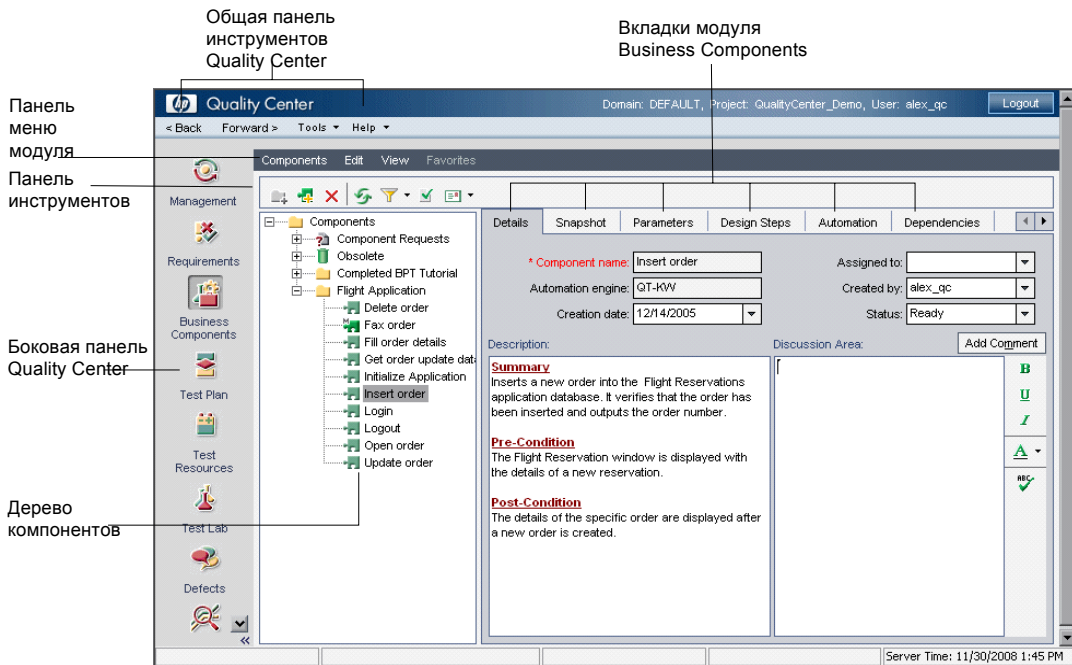 Общая панель
инструментов
Quality Center
Вкладки модуля
Business Components
Панель
меню
модуля
Панель
инструментов
Боковая панель
Quality Center
Дерево
компонентов
hp Quality Center
Domain: DEFAULT, Project: QualityCenter_Demo, User: alex_qc
Logout
< Back Forward > Tools Help
Components Edit View Favorites
Management
Requirements
Business
Components
Test Plan
Test
Resources
Test Lab
Defects
Components
Component Requests
Obsolete
Completed BPT Tutorial
Flight Application
Delete order
Fax order
Fill order details
Get order update data
Initialize Application
Insert order
Login
Logout
Open order
Update order
Details Snapshot Parameters Design Steps Automation Dependencies
* Component name: Insert order
Assigned to:
Automation engine: QT-KW
Created by: alex_qc
Creation date: 12/14/2005
Status: Ready
Description:
Discussion Area:
Add Comment
Summary
Inserts a new order into the Flight Reservations
application database. It verifies that the order has
been inserted and outputs the order number.
Pre-Condition
The Flight Reservation window is displayed with
the details of a new reservation.
Post-Condition
The details of the specific order are displayed after
a new order is created.
B
U
I
A
ABC
Server Time: 11/30/2008 1:45 PM